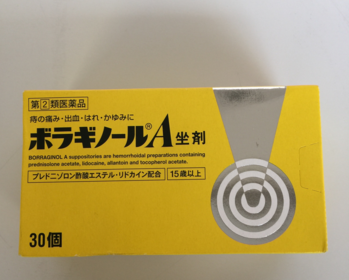 指定第②類医薬品
痔の痛み・出血・はれ・かゆみに
ボラギノール®A坐剤
BORRAGINOL A suppositories are hemorrhoidal preparations containing
prednisolone acetate, lidocaine, allantoin and tocopherol acetate.
プレドニゾロン酢酸エステル・リドカイン配合 15歳以上
30個